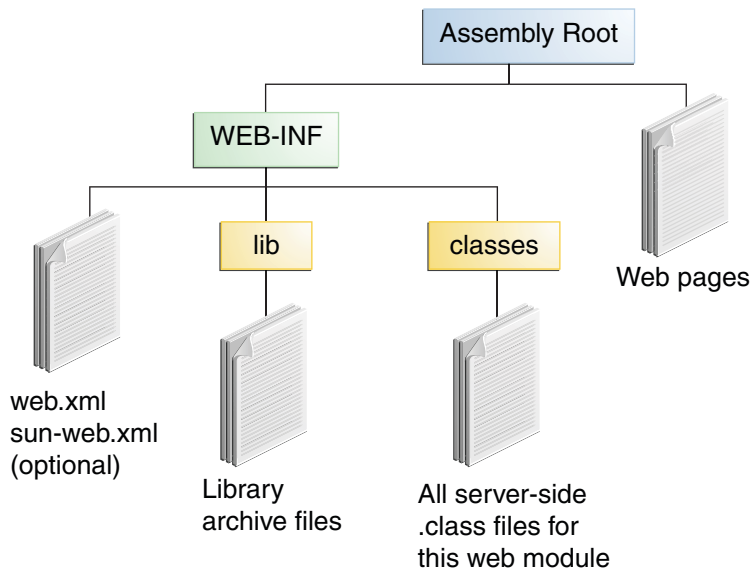 Assembly Root
WEB-INF
lib
classes
Web pages
web.xml
sun-web.xml
(optional)
Library
archive files
All server-side
.class files for
this web module